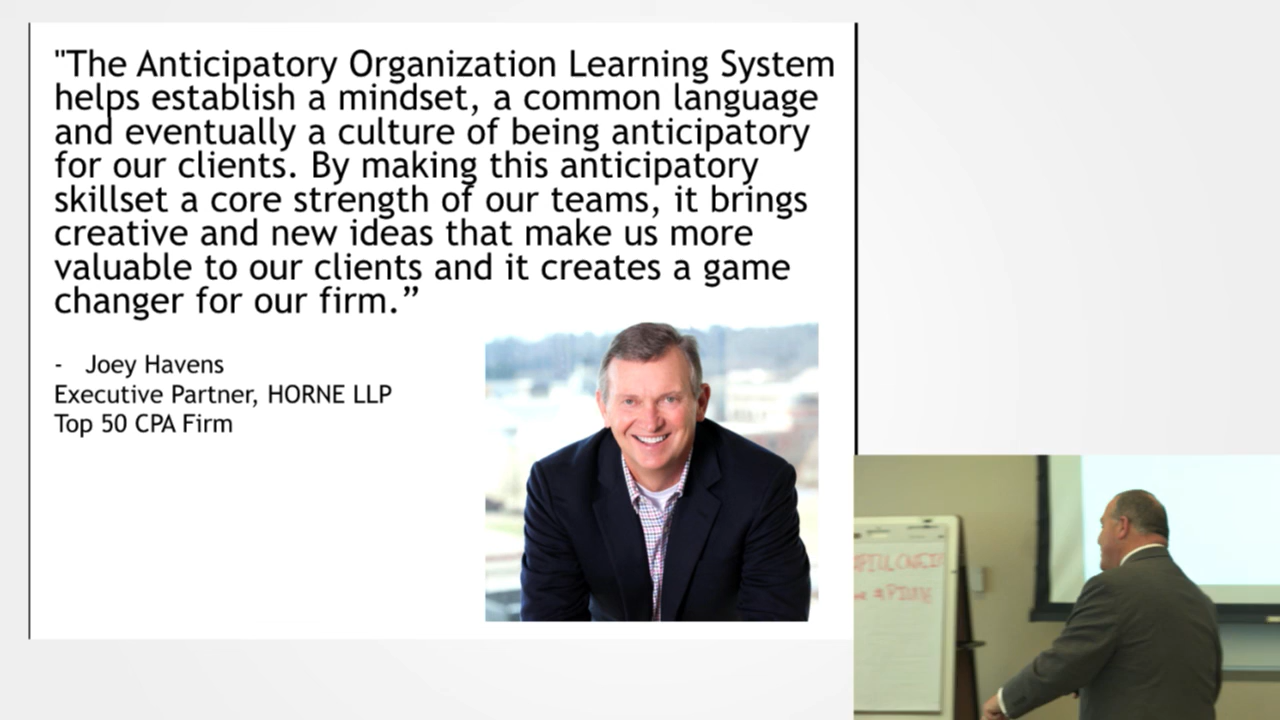 "The Anticipatory Organization Learning System
helps establish a mindset, a common language
and eventually a culture of being anticipatory
for our clients. By making this anticipatory
skillset a core strength of our teams, it brings
creative and new ideas that make us more
valuable to our clients and it creates a game
changer for our firm.”
- Joey Havens
Executive Partner, HORNE LLP
Top 50 CPA Firm